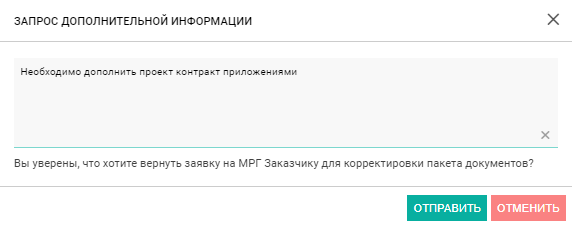 ЗАПРОС ДОПОЛНИТЕЛЬНОЙ ИНФОРМАЦИИ
Необходимо дополнить проект контракт приложениями
Вы уверены, что хотите вернуть заявку на МРГ Заказчику для корректировки пакета документов?
ОТПРАВИТЬ ОТМЕНИТЬ